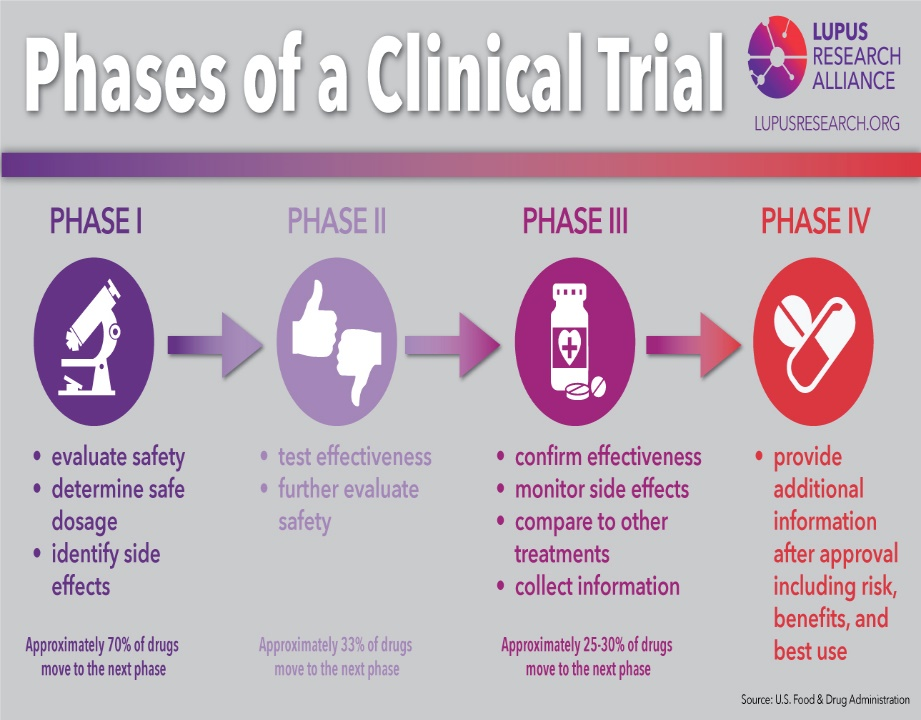 Phases of a Clinical Trial
LUPUS
RESEARCH
ALLIANCE
LUPUSRESEARCH.ORG
PHASE I
• evaluate safety
• determine safe
dosage
• identify side
effects
Approximately 70% of drugs
move to the next phase
PHASE II
• test effectiveness
• further evaluate
safety
Approximately 33% of drugs
move to the next phase
PHASE III
• confirm effectiveness
• monitor side effects
• compare to other
treatments
• collect information
Approximately 25-30% of drugs
move to the next phase
PHASE IV
• provide
additional
information
after approval
including risk,
benefits, and
best use
Source: U.S. Food & Drug Administration